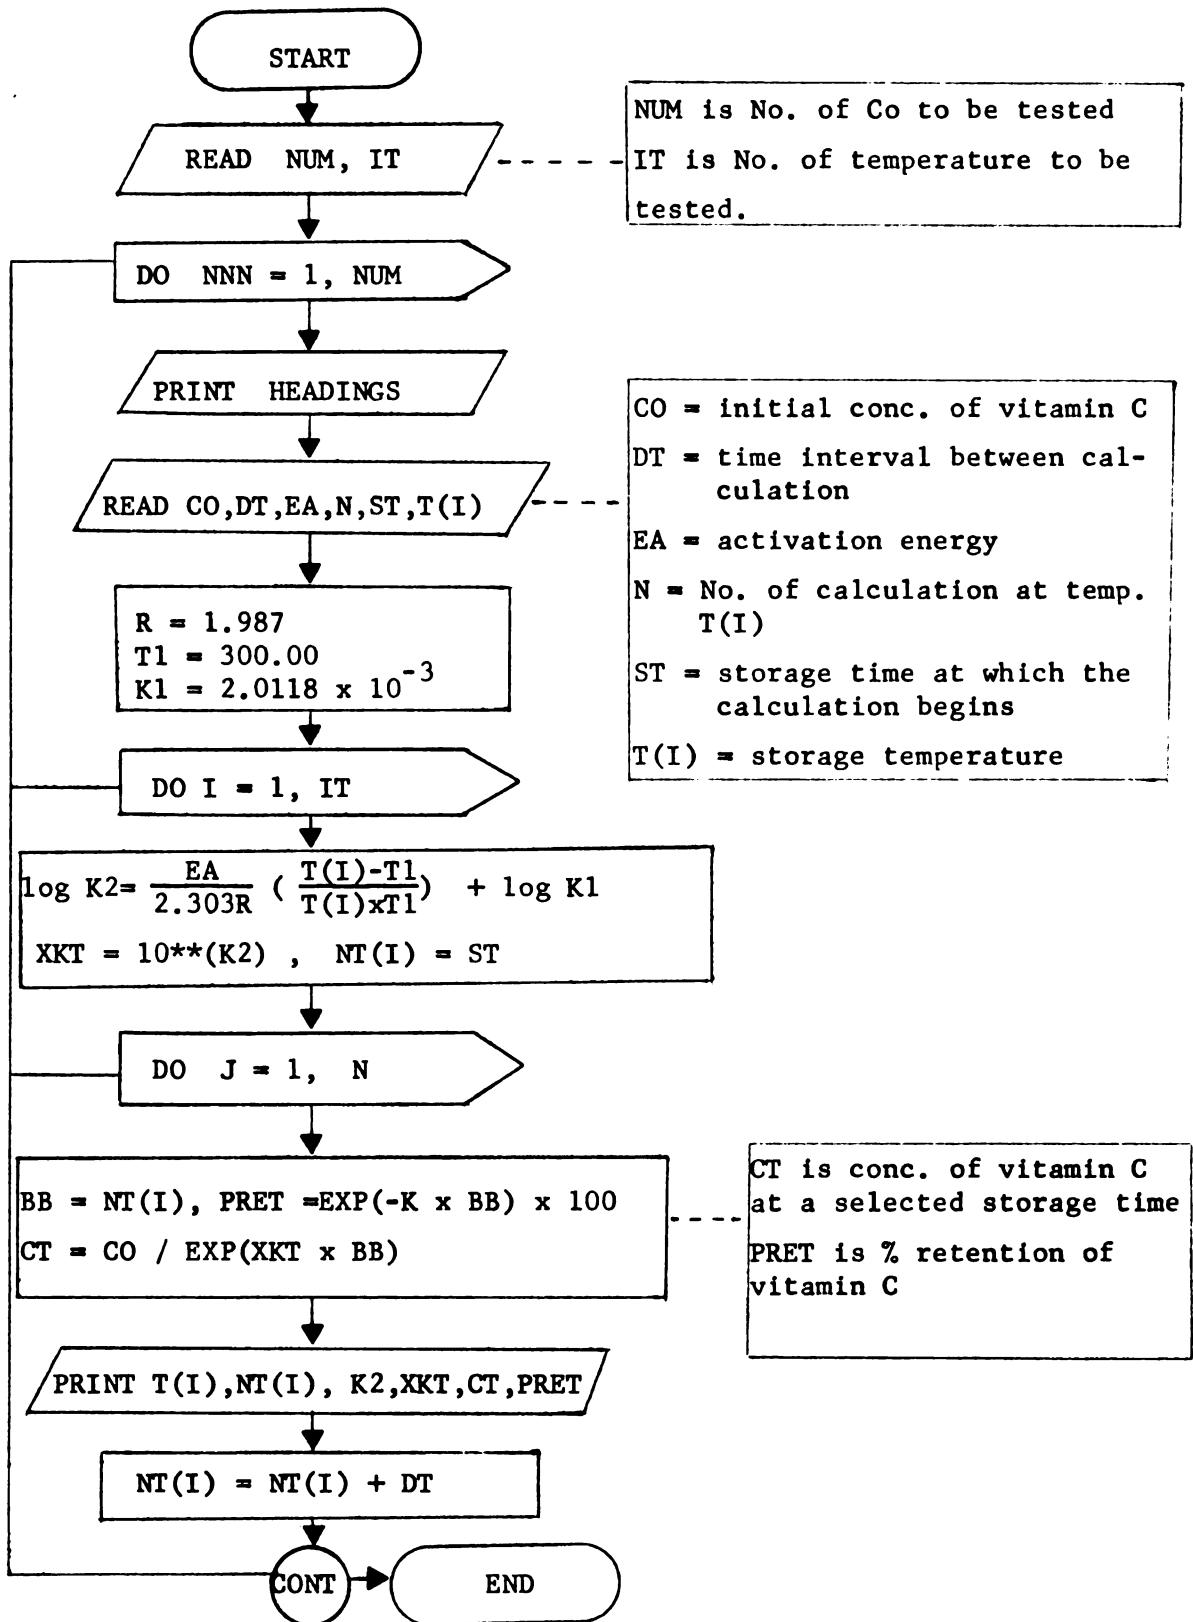 START
READ NUM, IT
NUM is No. of Co to be tested
IT is No. of temperature to be
tested.
DO NNN = 1, NUM
PRINT HEADINGS
READ CO,DT,EA,N,ST,T(I)
CO = initial conc. of vitamin C
DT = time interval between cal-
culation
EA = activation energy
N = No. of calculation at temp.
T(I)
ST = storage time at which the
calculation begins
T(I) = storage temperature
R = 1.987
T1 = 300.00
K1 = 2.0118 x 10^-3
DO I = 1, IT
log K2= EA/2.303R ( T(I)-T1/T(I)xT1 ) + log K1
XKT = 10**(K2) , NT(I) = ST
DO J = 1, N
BB = NT(I), PRET =EXP(-K x BB) x 100
CT = CO / EXP(XKT x BB)
CT is conc. of vitamin C
at a selected storage time
PRET is % retention of
vitamin C
PRINT T(I),NT(I), K2,XKT,CT,PRET
NT(I) = NT(I) + DT
CONT
END